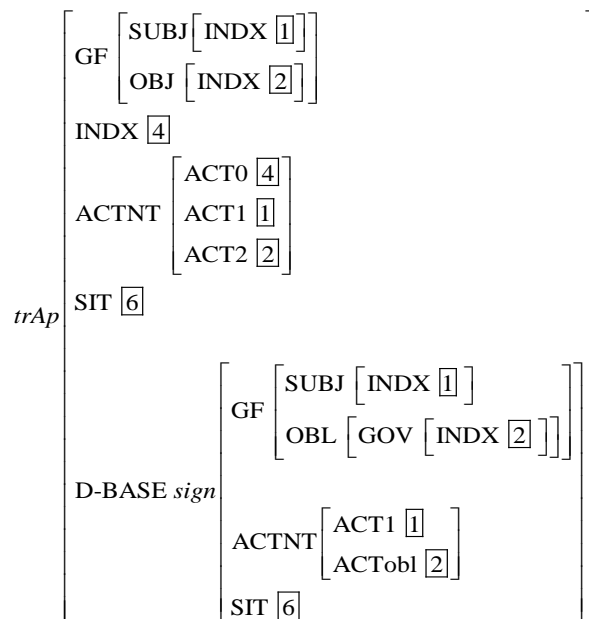 GF [SUBJ [INDX 1]
OBJ [INDX 2]]
INDX 4
ACTNT [ACT0 4
ACT1 1
ACT2 2]
SIT 6
trAp
GF [SUBJ [INDX 1]
OBL [GOV [INDX 2]]]
D-BASE sign
ACTNT [ACT1 1
ACTobl 2]
SIT 6